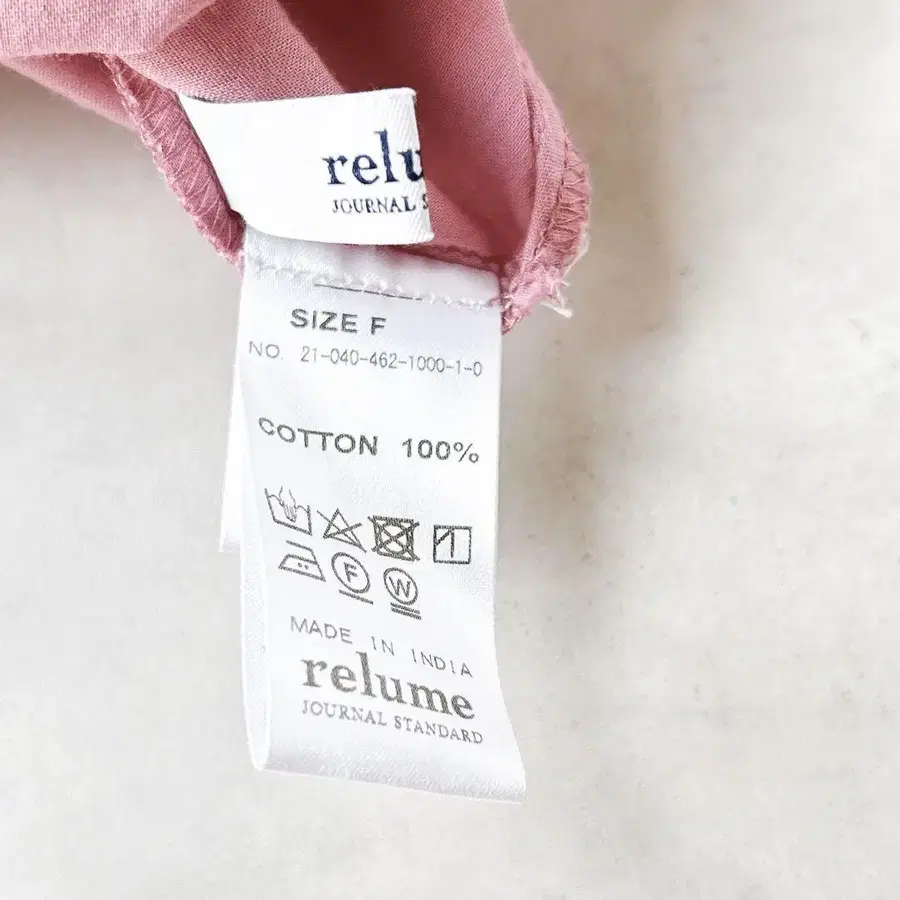 relu
JOURNAL S
SIZE F
NO. 21-040-462-1000-1-0
COTTON 100%
F W
MADE IN INDIA
relume
JOURNAL STANDARD